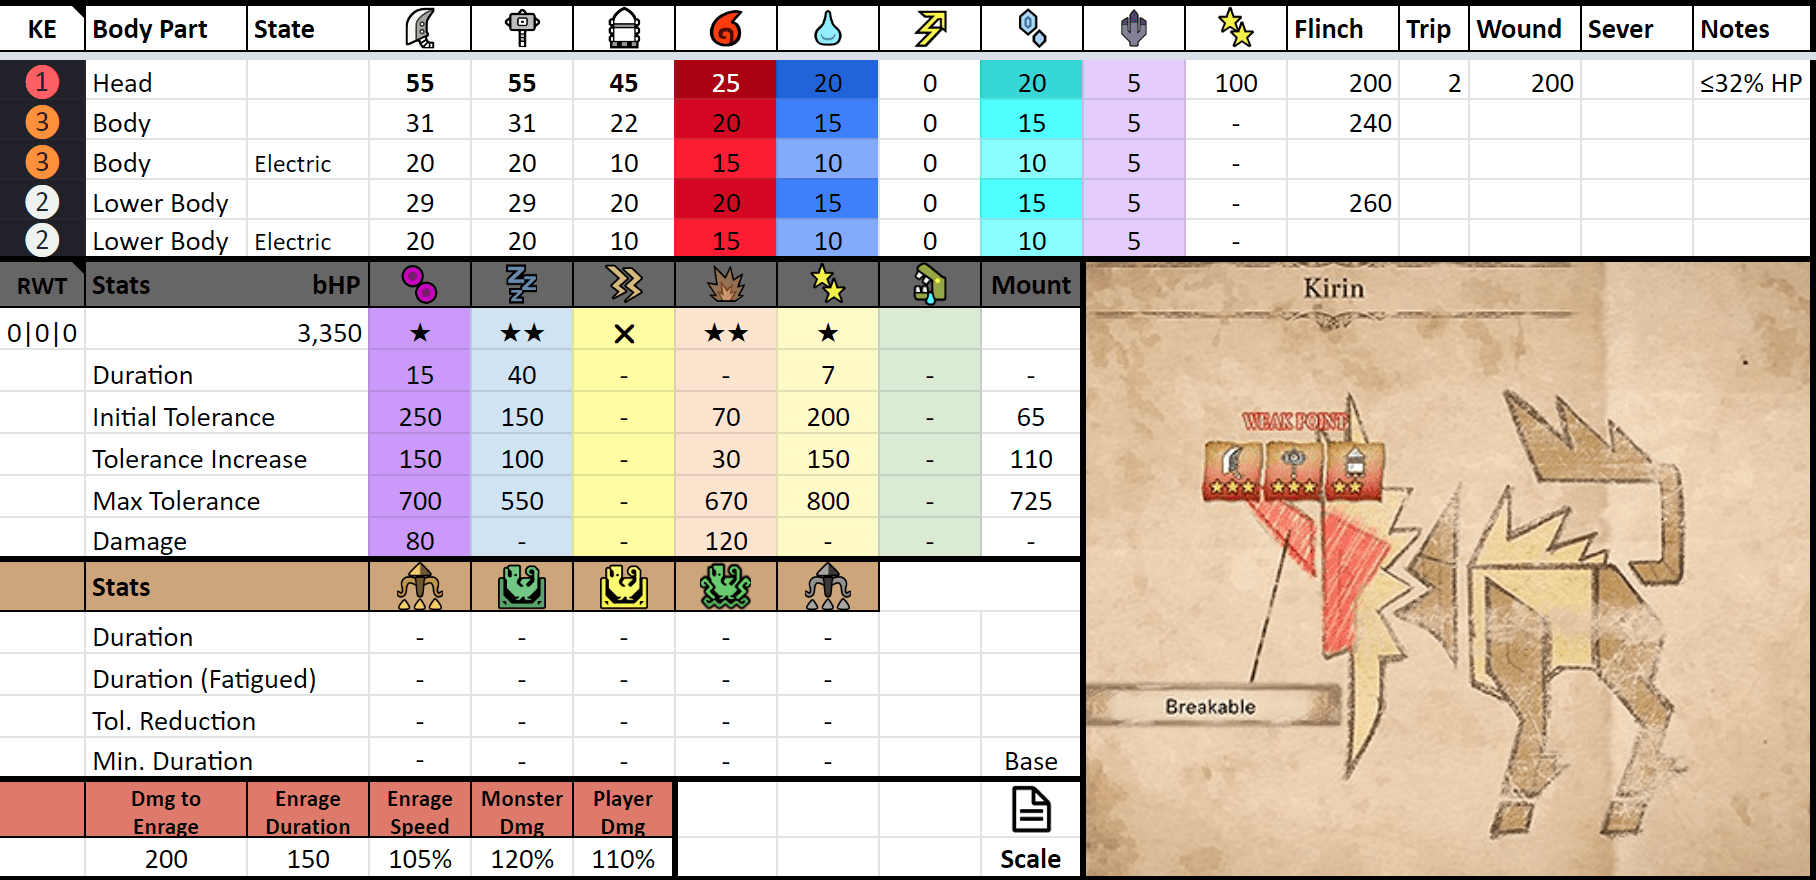 KE Body Part State Flinch Trip Wound Sever Notes
1 Head 55 55 45 25 20 0 20 5 100 200 2 200 ≤32% HP
3 Body 31 31 22 20 15 0 15 5 - 240
3 Body Electric 20 20 10 15 10 0 10 5 -
2 Lower Body 29 29 20 20 15 0 15 5 - 260
2 Lower Body Electric 20 20 10 15 10 0 10 5 -
RWT Stats bHP Mount
0|0|0 3,350 ★ ★★ ✕ ★★ ★
Duration 15 40 - - 7 - -
Initial Tolerance 250 150 - 70 200 - 65
Tolerance Increase 150 100 - 30 150 - 110
Max Tolerance 700 550 - 670 800 - 725
Damage 80 - - 120 - - -
Stats
Duration - - - - -
Duration (Fatigued) - - - - -
Tol. Reduction - - - - -
Min. Duration - - - - - Base
Dmg to Enrage Enrage Monster Player
Enrage Duration Speed Dmg Dmg
200 150 105% 120% 110% Scale
Kirin
WEAK POINT
★★★ ★★★ ★★
Breakable